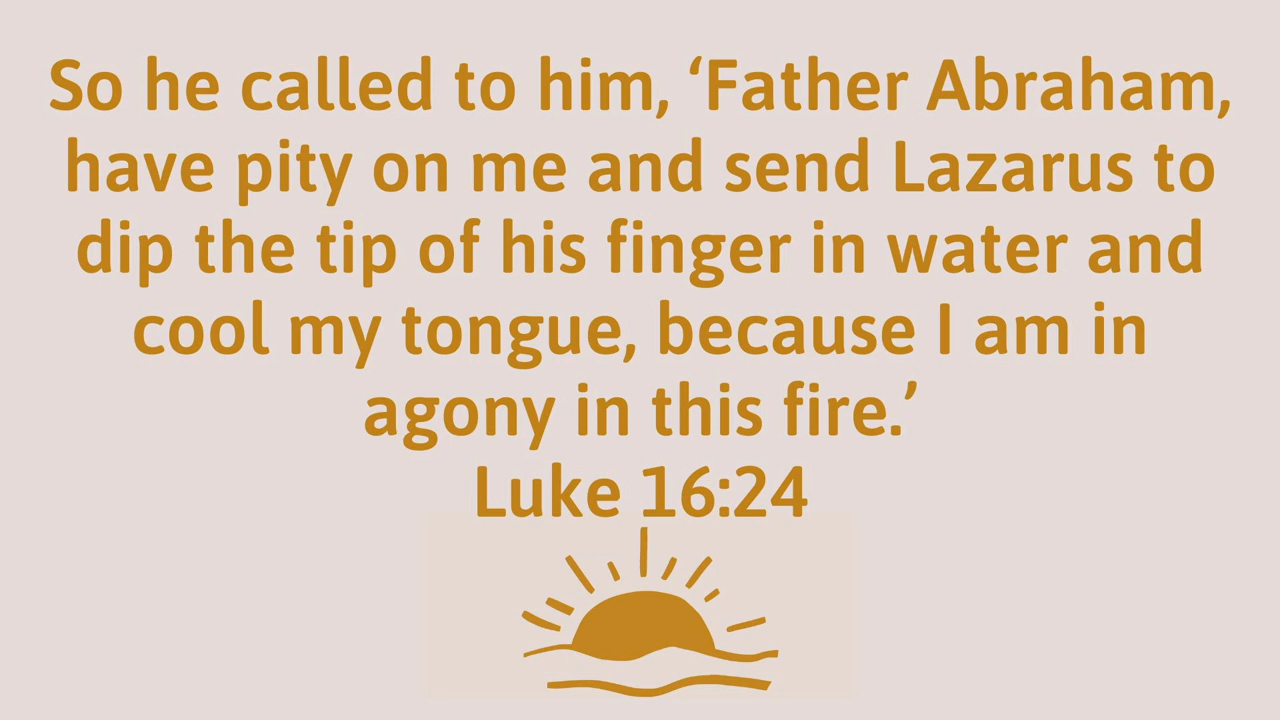 So he called to him, ‘Father Abraham,
have pity on me and send Lazarus to
dip the tip of his finger in water and
cool my tongue, because I am in
agony in this fire.’
Luke 16:24